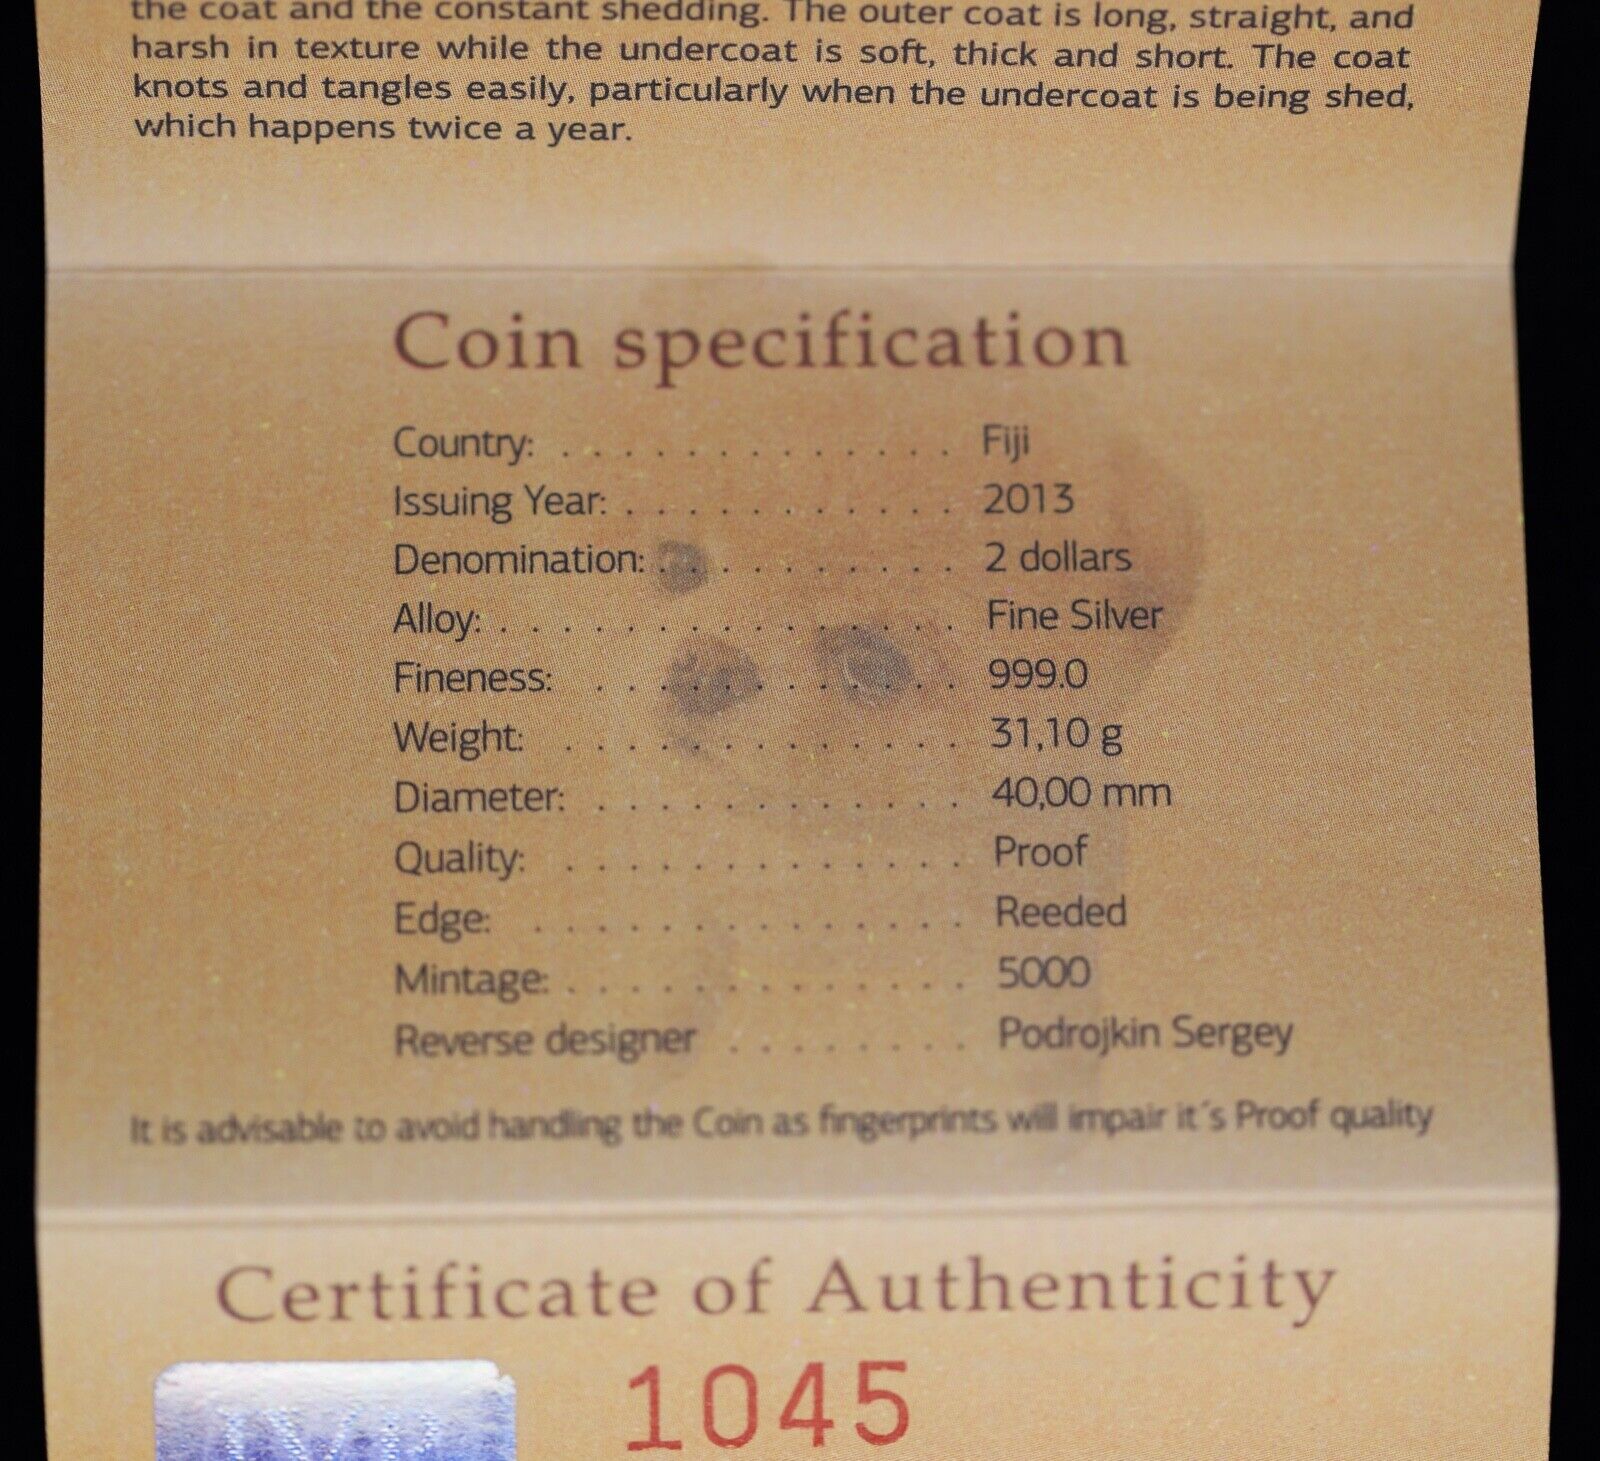 the coat and the constant shedding. The outer coat is long, straight, and
harsh in texture while the undercoat is soft, thick and short. The coat
knots and tangles easily, particularly when the undercoat is being shed,
which happens twice a year.
Coin specification
Country: . . . . . . . . . . . . . Fiji
Issuing Year: . . . . . . . . . . . 2013
Denomination: . . . . . . . . . . 2 dollars
Alloy: . . . . . . . . . . . . . . . Fine Silver
Fineness: . . . . . . . . . . . . 999.0
Weight: . . . . . . . . . . . . . 31,10 g
Diameter: . . . . . . . . . . . . 40,00 mm
Quality: . . . . . . . . . . . . . Proof
Edge: . . . . . . . . . . . . . . Reeded
Mintage: . . . . . . . . . . . . . 5000
Reverse designer . . . . . . . . Podrojkin Sergey
It is advisable to avoid handling the Coin as fingerprints will impair it´s Proof quality
Certificate of Authenticity
1045